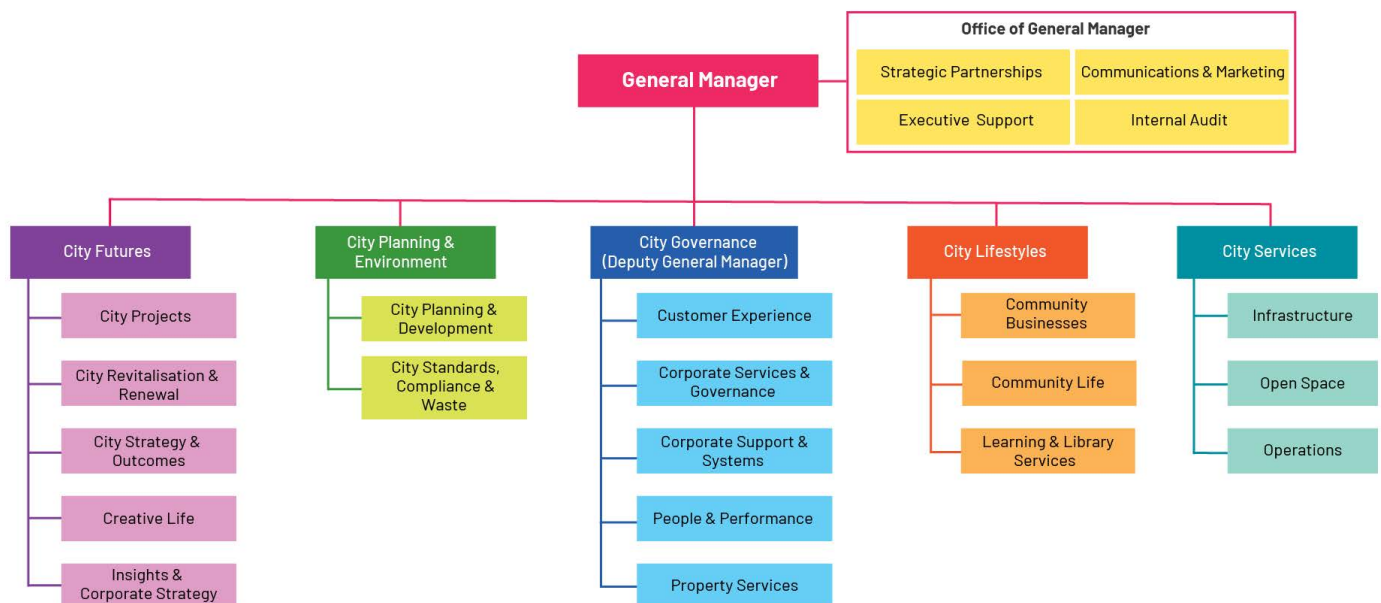 Office of General Manager
General Manager
Strategic Partnerships
Communications & Marketing
Executive Support
Internal Audit
City Futures
City Projects
City Revitalisation &
Renewal
City Strategy &
Outcomes
Creative Life
Insights &
Corporate Strategy
City Planning &
Environment
City Planning &
Development
City Standards,
Compliance &
Waste
City Governance
(Deputy General Manager)
Customer Experience
Corporate Services &
Governance
Corporate Support &
Systems
People & Performance
Property Services
City Lifestyles
Community
Businesses
Community Life
Learning & Library
Services
City Services
Infrastructure
Open Space
Operations